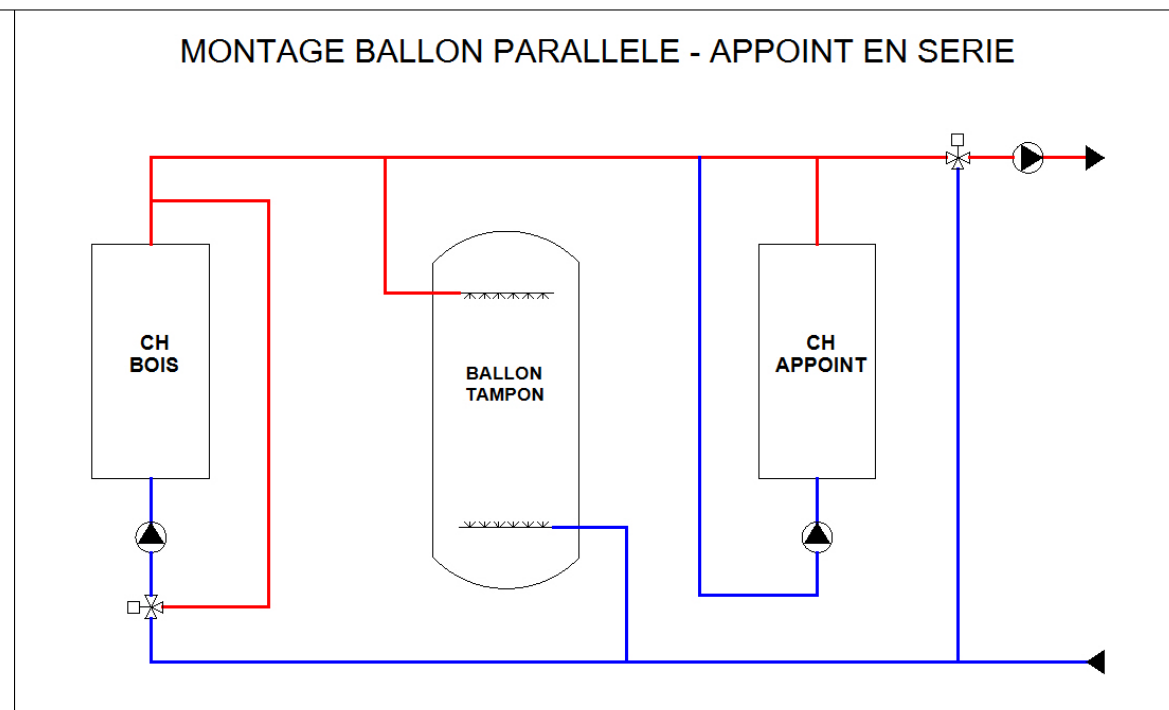 MONTAGE BALLON PARALLELE - APPOINT EN SERIE
CH
BOIS
BALLON
TAMPON
CH
APPOINT